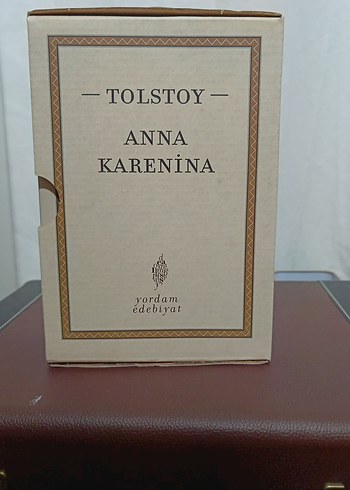 — TOLSTOY —
ANNA
KARENİNA
yordam
edebiyat